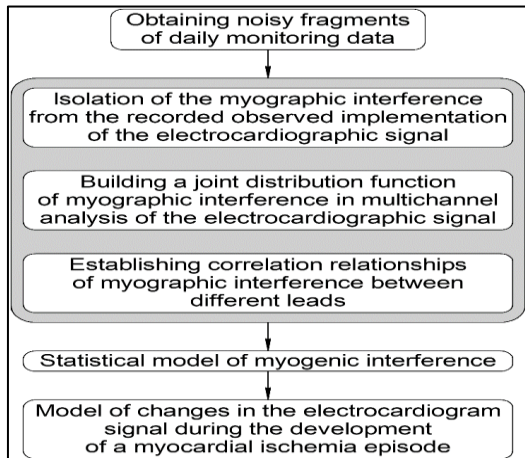 Obtaining noisy fragments
of daily monitoring data
Isolation of the myographic interference
from the recorded observed implementation
of the electrocardiographic signal
Building a joint distribution function
of myographic interference in multichannel
analysis of the electrocardiographic signal
Establishing correlation relationships
of myographic interference between
different leads
Statistical model of myogenic interference
Model of changes in the electrocardiogram
signal during the development
of a myocardial ischemia episode